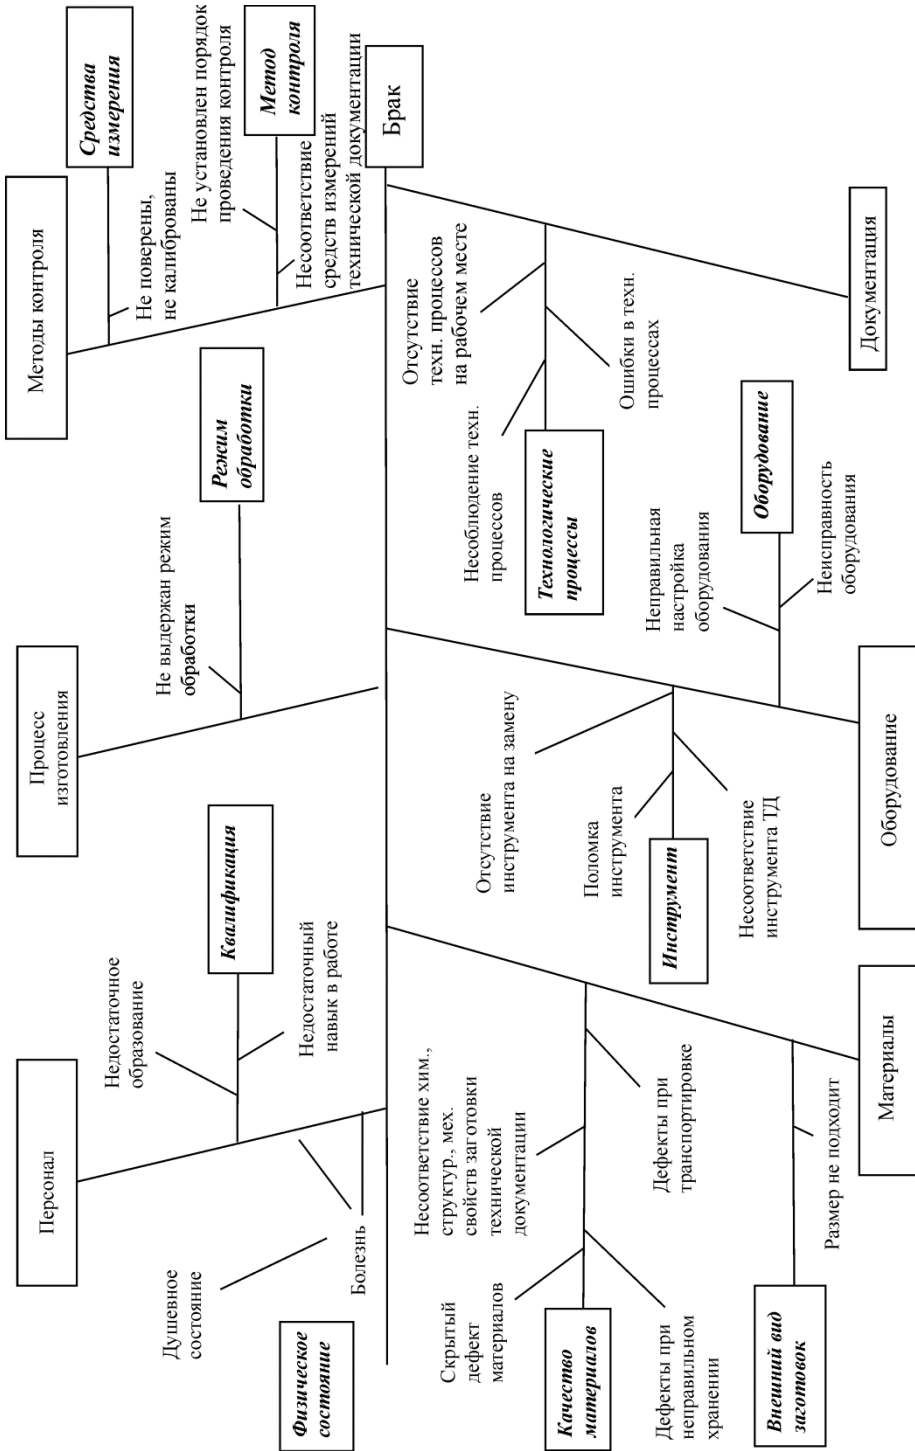 Персонал
Процесс
изготовления
Методы контроля
Душевное
состояние
Болезнь
Физическое
состояние
Недостаточное
образование
Квалификация
Недостаточный
навык в работе
Не выдержан режим
обработки
Режим
обработки
Средства
измерения
Не поверены,
не калиброваны
Не установлен порядок
проведения контроля
Метод
контроля
Несоответствие
средств измерений
технической документации
Брак
Несоответствие хим.,
структур., мех.
свойств заготовки
технической
документации
Скрытый
дефект
материалов
Качество
материалов
Дефекты при
неправильном
хранении
Дефекты при
транспортировке
Внешний вид
заготовок
Размер не подходит
Отсутствие
инструмента на замену
Поломка
инструмента
Инструмент
Несоответствие
инструмента ТД
Неправильная
настройка
оборудования
Оборудование
Неисправность
оборудования
Отсутствие
техн. процессов
на рабочем месте
Несоблюдение техн.
процессов
Технологические
процессы
Ошибки в техн.
процессах
Материалы
Оборудование
Документация